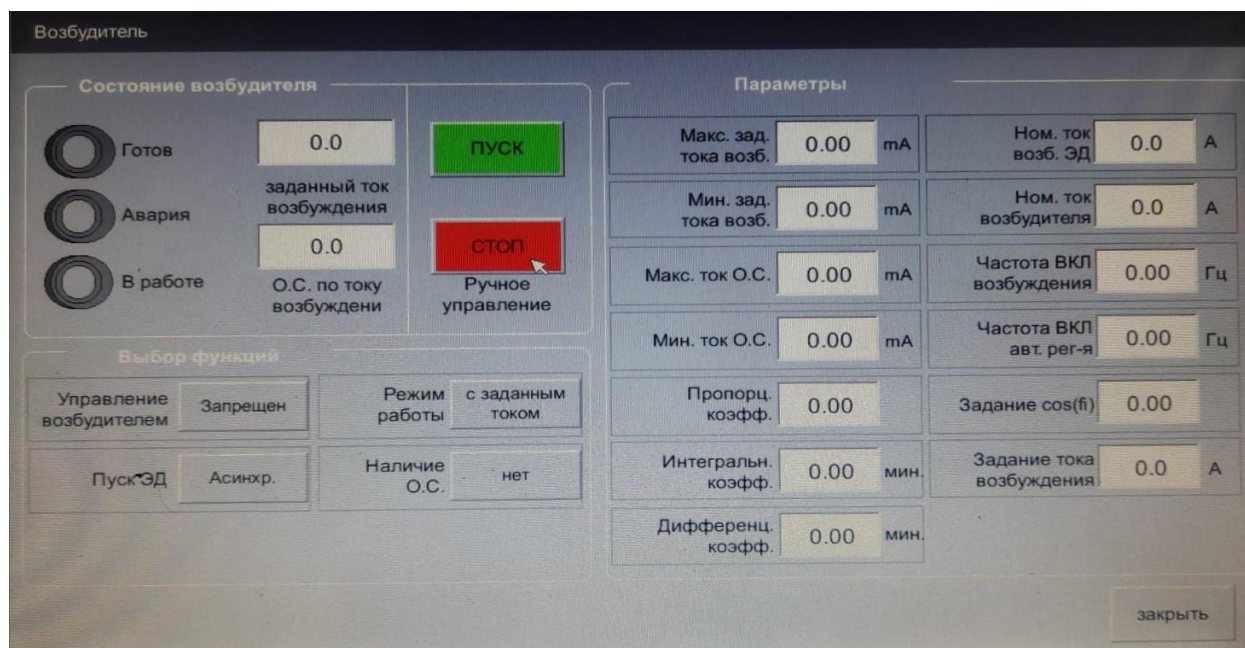 Возбудитель
Состояние возбудителя
Готов
0.0
заданный ток
возбуждения
Авария
0.0
О.С. по току
возбуждени
В работе
ПУСК
СТОП
Ручное
управление
Выбор функций
Управление
возбудителем
Запрещен
Режим
работы
с заданным
током
Пуск ЭД
Асинхр.
Наличие
О.С.
нет
Параметры
Макс. зад.
тока возб.
0.00
mA
Ном. ток
возб. ЭД
0.0
A
Мин. зад.
тока возб.
0.00
mA
Ном. ток
возбудителя
0.0
A
Макс. ток О.С.
0.00
mA
Частота ВКЛ
возбуждения
0.00
Гц
Мин. ток О.С.
0.00
mA
Частота ВКЛ
авт. рег-я
0.00
Гц
Пропорц.
коэфф.
0.00
Задание cos(fi)
0.00
Интегральн.
коэфф.
0.00
мин.
Задание тока
возбуждения
0.0
A
Дифференц.
коэфф.
0.00
мин.
закрыть